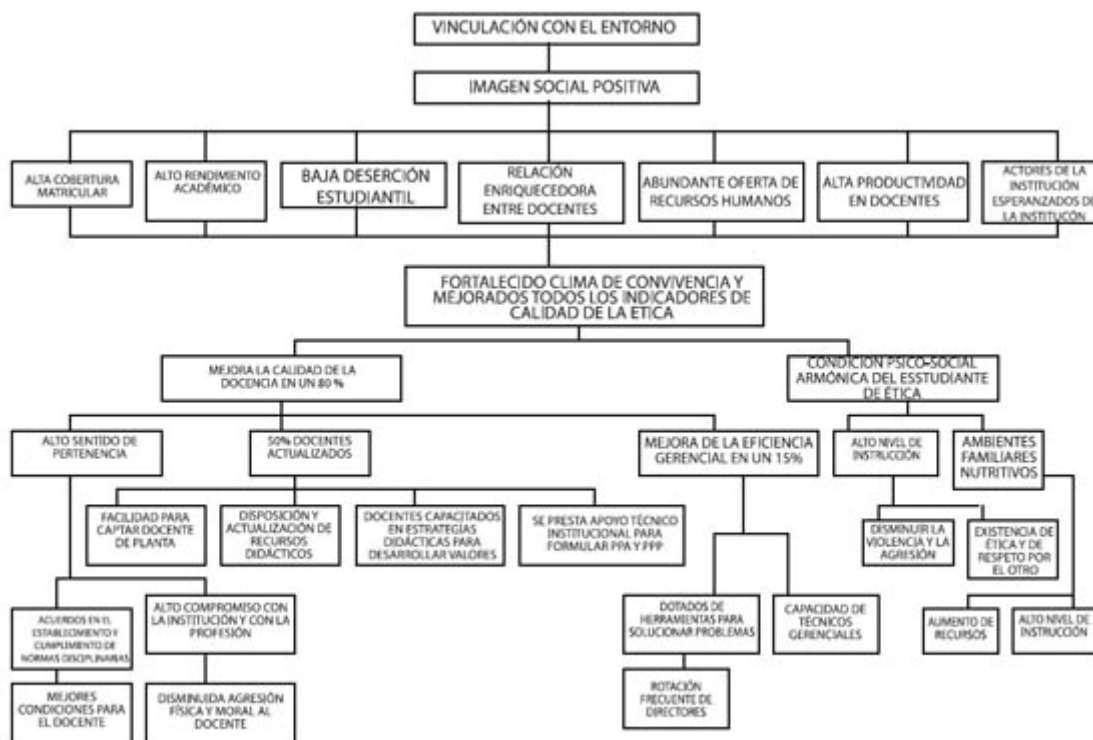 VINCULACIÓN CON EL ENTORNO
IMAGEN SOCIAL POSITIVA
ALTA COBERTURA
MATRICULAR
ALTO RENDIMIENTO
ACADÉMICO
BAJA DESERCIÓN
ESTUDIANTIL
RELACIÓN
ENRIQUECEDORA
ENTRE DOCENTES
ABUNDANTE OFERTA DE
RECURSOS HUMANOS
ALTA PRODUCTIVIDAD
EN DOCENTES
ACTORES DE LA
INSTITUCIÓN
ESPERANZADOS DE
LA INSTITUCÓN
FORTALECIDO CLIMA DE CONVIVENCIA Y
MEJORADOS TODOS LOS INDICADORES DE
CALIDAD DE LA ETICA
MEJORA LA CALIDAD DE LA
DOCENCIA EN UN 80 %
CONDICION PSICO-SOCIAL
ARMÓNICA DEL ESSTUDIANTE
DE ÉTICA
ALTO SENTÍDO DE
PERTENENCIA
50% DOCENTES
ACTUALIZADOS
MEJORA DE LA EFICIENCIA
GERENCIAL EN UN 15%
ALTO NIVEL DE
INSTRUCCIÓN
AMBIENTES
FAMILIARES
NUTRITIVOS
FACILIDAD PARA
CAPTAR DOCENTE
DE PLANTA
DISPOSICIÓN Y
ACTUALIZACIÓN DE
RECURSOS
DIDÁCTICOS
DOCENTES CAPACITADOS
EN ESTRATEGÍAS
DIDÁCTICAS PARA
DESARROLLAR VALORES
SE PRESTA APOYO TÉCNICO
INSTITUCIONAL PARA
FORMULAR PPA Y PPP
DISMINUIR LA
VIOLENCIA Y LA
AGRESIÓN
EXISTENCIA DE
ÉTICA Y DE
RESPETO POR
EL OTRO
ACUERDOS EN EL
ESTABLECIMIENTO Y
CUMPLIMIENTO DE
NORMAS DISCIPLINARIAS
ALTO COMPROMISO CON
LA INSTITUCIÓN Y CON LA
PROFESIÓN
DOTADOS DE
HERRAMIENTAS PARA
SOLUCIONAR PROBLEMAS
CAPACIDAD DE
TÉCNICOS
GERENCIALES
AUMENTO DE
RECURSOS
ALTO NIVEL DE
INSTRUCCIÓN
MEJORES
CONDICIONES PARA
EL DOCENTE
DISMINUIDA AGRESIÓN
FÍSICA Y MORAL AL
DOCENTE
ROTACIÓN
FRECUENTE DE
DIRECTORES